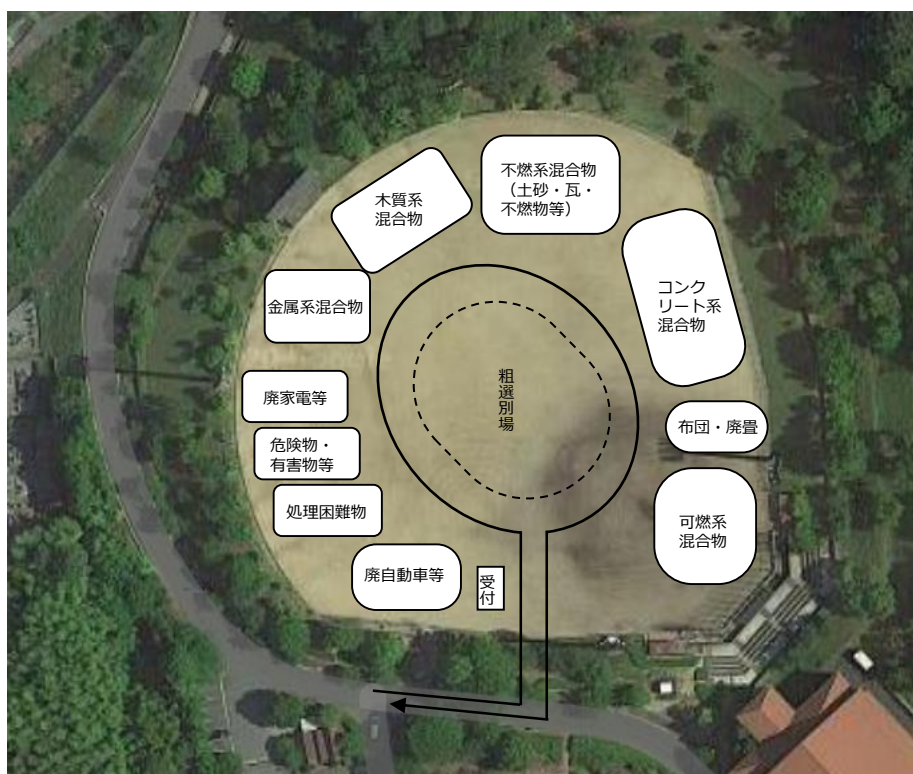 不燃系混合物
（土砂・瓦・
不燃物等）
木質系
混合物
コンク
リート系
混合物
金属系混合物
粗選別場
廃家電等
布団・廃畳
危険物・
有害物等
処理困難物
可燃系
混合物
廃自動車等
受付